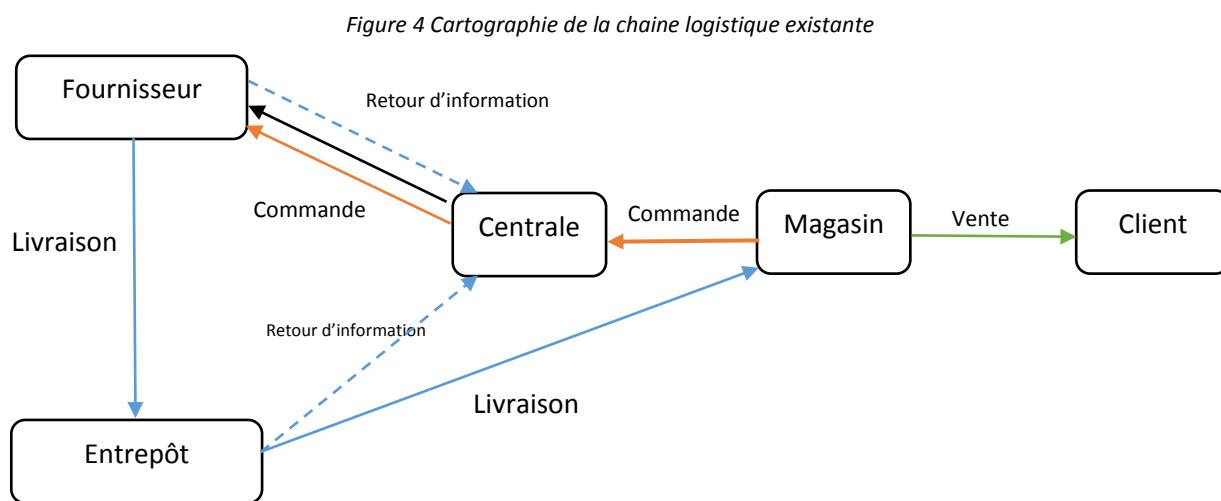 Figure 4 Cartographie de la chaine logistique existante
Fournisseur
Retour d’information
Commande
Centrale
Commande
Magasin
Vente
Client
Livraison
Retour d’information
Livraison
Entrepôt